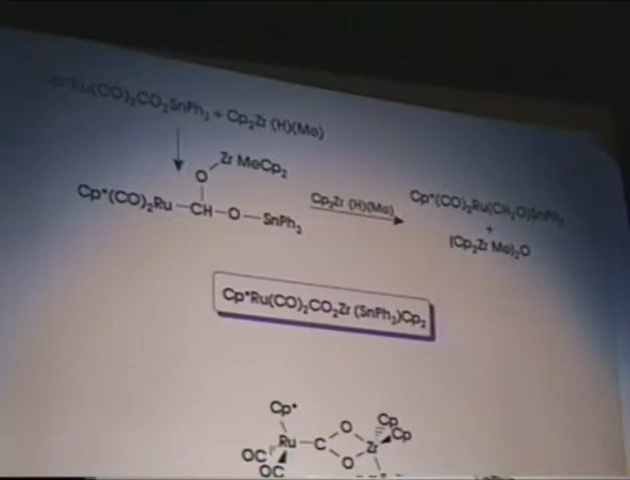 Cp*Ru(CO)₂CO₂SnPh₃ + Cp₂Zr (H)(Me)
Zr MeCp₂
O
Cp*(CO)₂Ru—CH—O—SnPh₃
Cp₂Zr (H)(Me)
Cp*(CO)₂Ru(CH₂O)SnPh₃
+
(Cp₂Zr Me)₂O
Cp*Ru(CO)₂CO₂Zr (SnPh₃)Cp₂
Cp*
O Cp
Cp
Ru—C Zr
OC O
OC